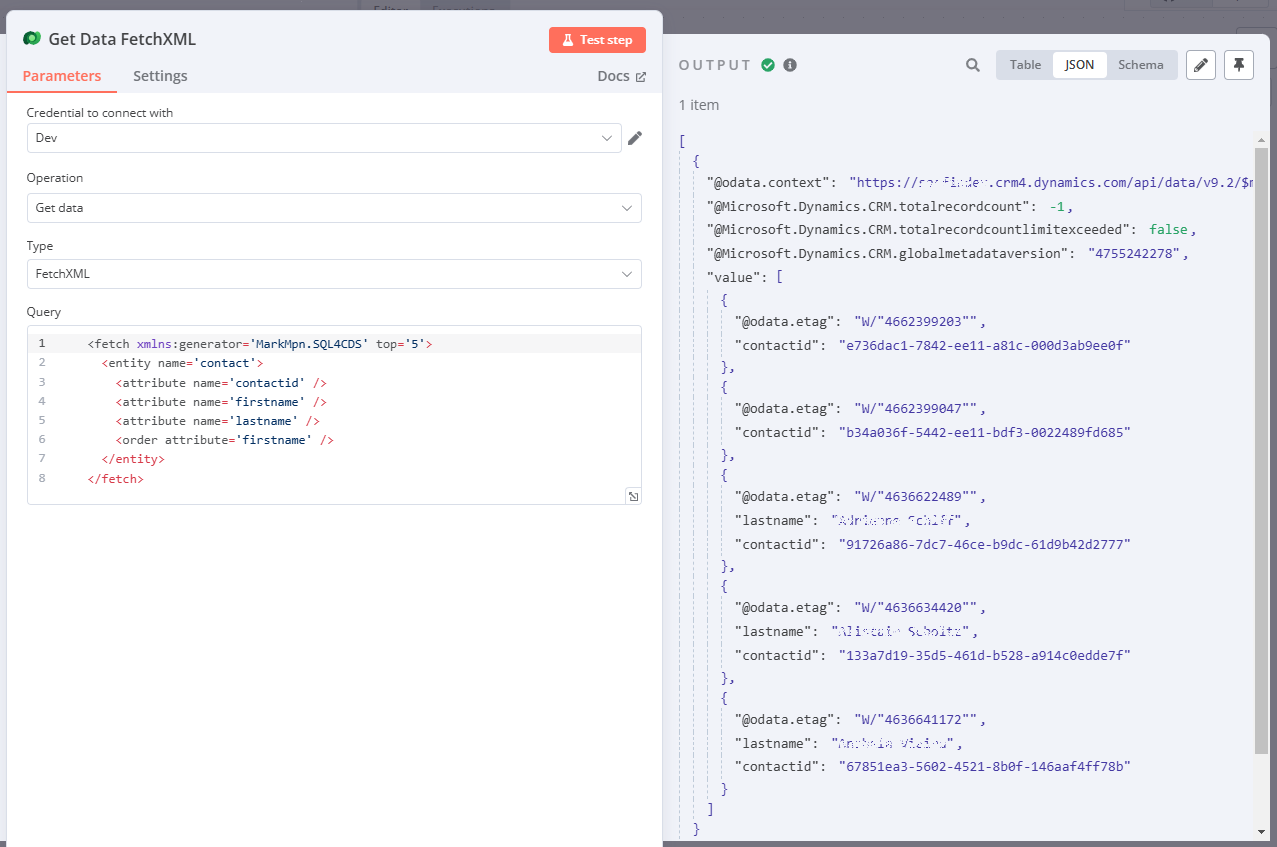 Get Data FetchXML
Test step
Parameters
Settings
Docs
Credential to connect with
Dev
Operation
Get data
Type
FetchXML
Query
1 <fetch xmlns:generator='MarkMpn.SQL4CDS' top='5'>
2 <entity name='contact'>
3 <attribute name='contactid' />
4 <attribute name='firstname' />
5 <attribute name='lastname' />
6 <order attribute='firstname' />
7 </entity>
8 </fetch>
OUTPUT
Table
JSON
Schema
1 item
[
{
"@odata.context": "https://.crm4.dynamics.com/api/data/v9.2/$
"@Microsoft.Dynamics.CRM.totalrecordcount": -1,
"@Microsoft.Dynamics.CRM.totalrecordcountlimitexceeded": false,
"@Microsoft.Dynamics.CRM.globalmetadataversion": "4755242278",
"value": [
{
"@odata.etag": "W/"4662399203"",
"contactid": "e736dac1-7842-ee11-a81c-000d3ab9ee0f"
},
{
"@odata.etag": "W/"4662399047"",
"contactid": "b34a036f-5442-ee11-bdf3-0022489fd685"
},
{
"@odata.etag": "W/"4636622489"",
"lastname": "",
"contactid": "91726a86-7dc7-46ce-b9dc-61d9b42d2777"
},
{
"@odata.etag": "W/"4636634420"",
"lastname": "",
"contactid": "133a7d19-35d5-461d-b528-a914c0edde7f"
},
{
"@odata.etag": "W/"4636641172"",
"lastname": "",
"contactid": "67851ea3-5602-4521-8b0f-146aaf4ff78b"
}
]
}